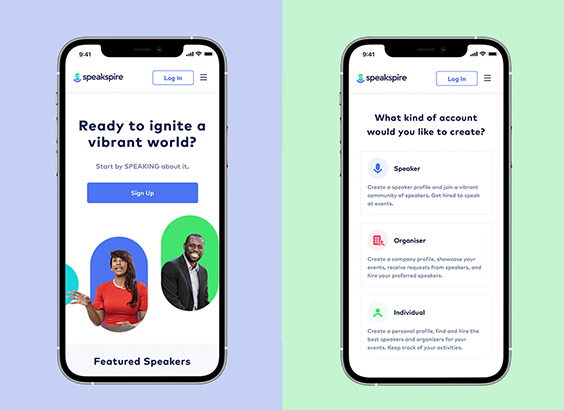 9:41
speakspire
Log In
Ready to ignite a
vibrant world?
Start by SPEAKING about it.
Sign Up
Featured Speakers
9:41
speakspire
Log In
What kind of account
would you like to create?
Speaker
Create a speaker profile and join a vibrant
community of speakers. Get hired to speak
at events.
Organiser
Create a company profile, showcase your
events, receive requests from speakers, and
hire your preferred speakers.
Individual
Create a personal profile, find and hire the
best speakers and organizers for your
events. Keep track of your activities.